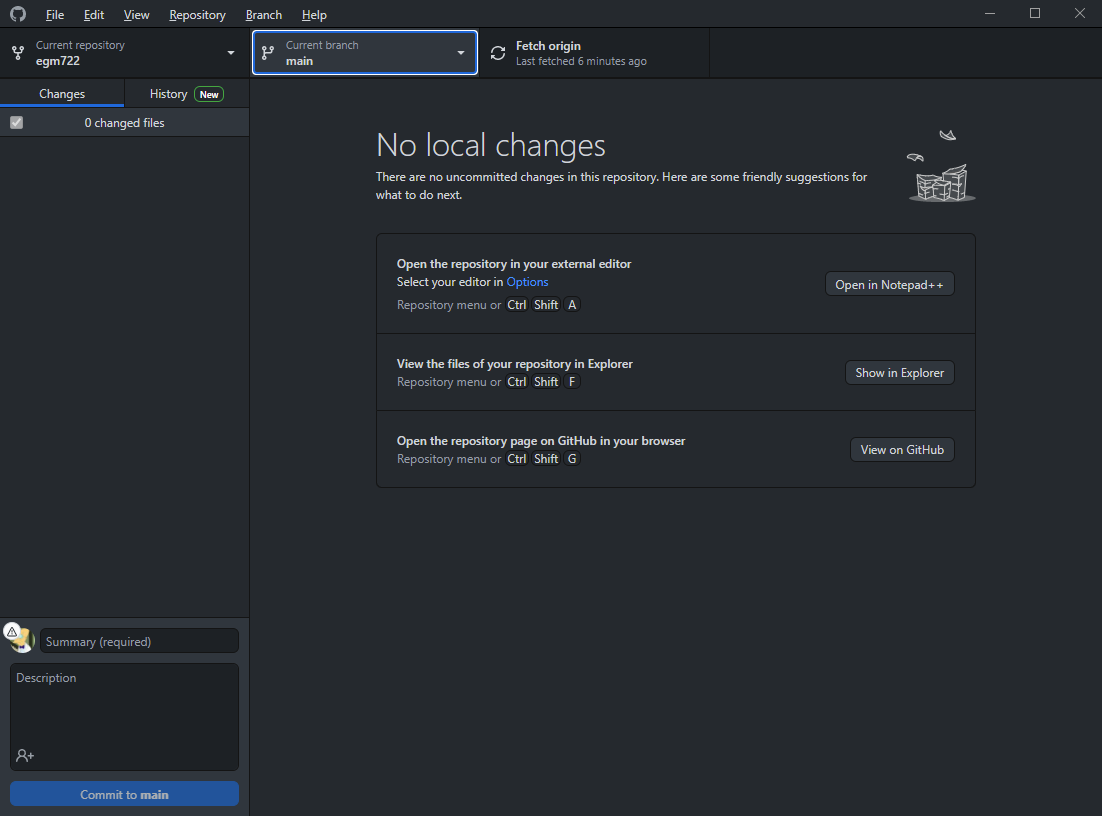 File Edit View Repository Branch Help
Current repository
egm722
Current branch
main
Fetch origin
Last fetched 6 minutes ago
Changes
History New
0 changed files
No local changes
There are no uncommitted changes in this repository. Here are some friendly suggestions for
what to do next.
Open the repository in your external editor
Select your editor in Options
Repository menu or Ctrl Shift A
Open in Notepad++
View the files of your repository in Explorer
Repository menu or Ctrl Shift F
Show in Explorer
Open the repository page on GitHub in your browser
Repository menu or Ctrl Shift G
View on GitHub
Summary (required)
Description
Commit to main